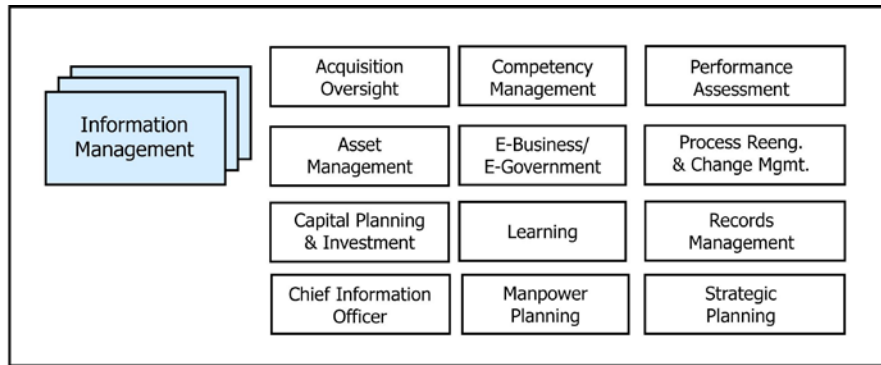 Information
Management
Acquisition
Oversight
Competency
Management
Performance
Assessment
Asset
Management
E-Business/
E-Government
Process Reeng.
& Change Mgmt.
Capital Planning
& Investment
Learning
Records
Management
Chief Information
Officer
Manpower
Planning
Strategic
Planning